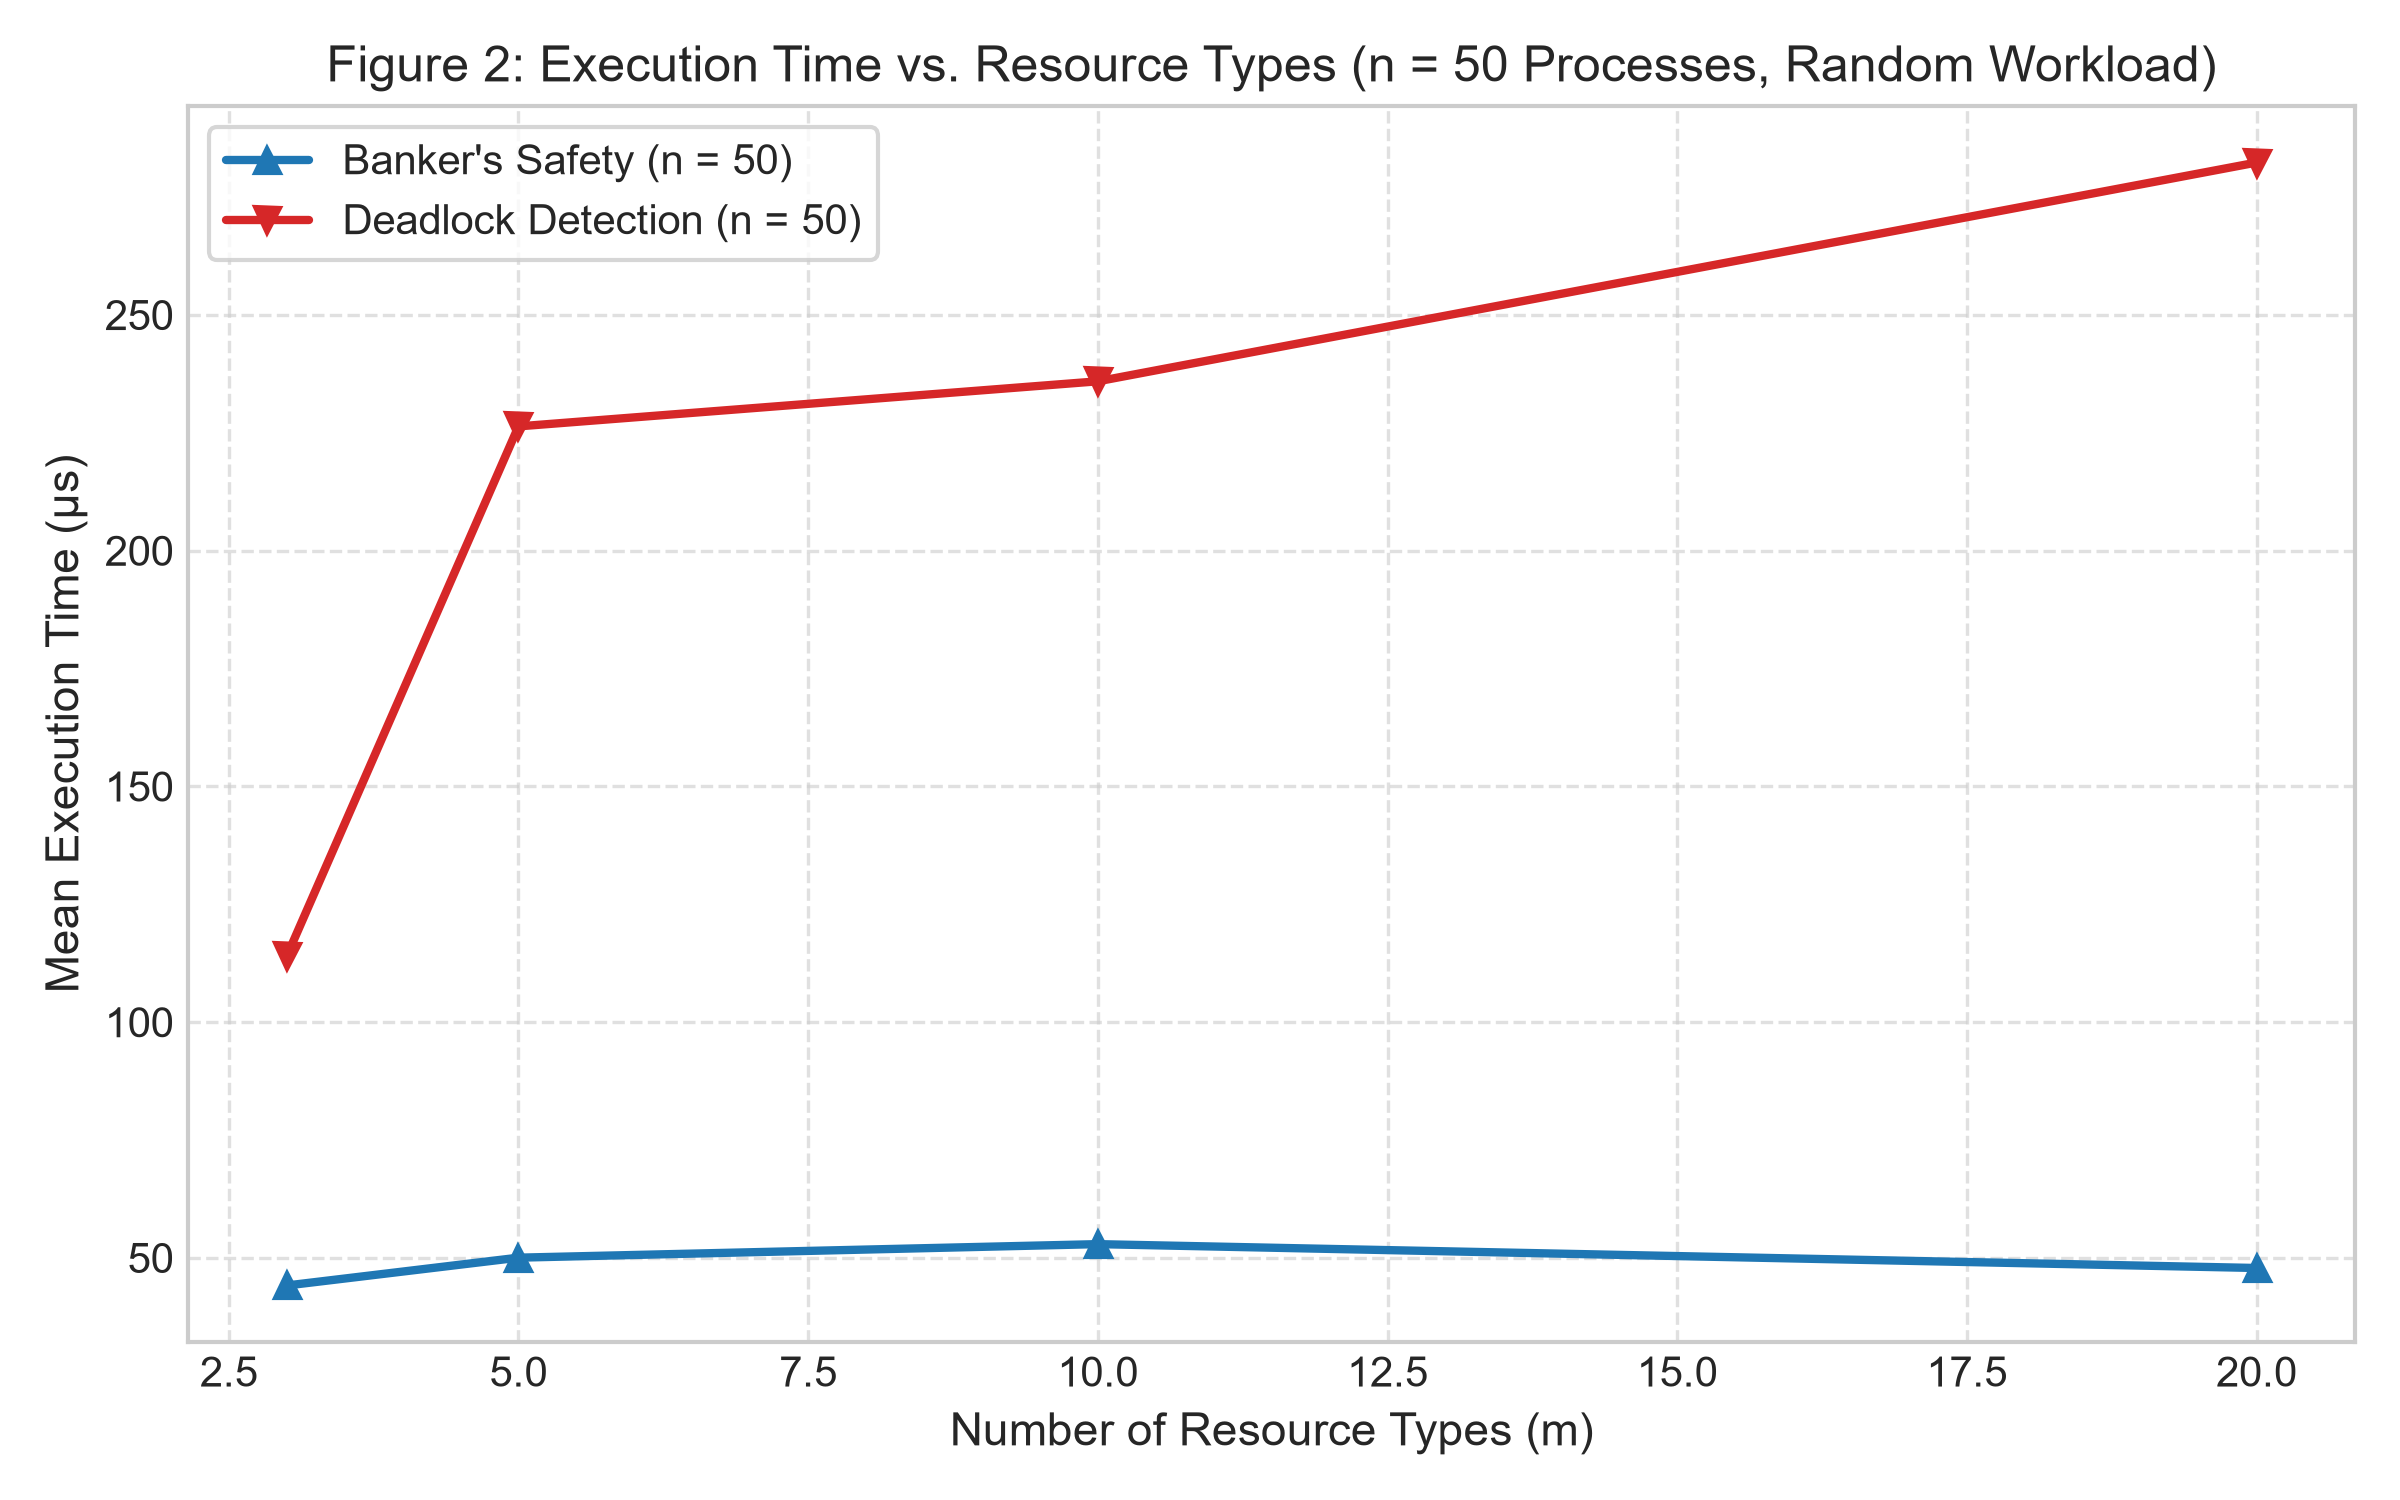 Figure 2: Execution Time vs. Resource Types (n = 50 Processes, Random Workload)
Banker's Safety (n = 50)
Deadlock Detection (n = 50)
Mean Execution Time (µs)
250
200
150
100
50
2.5 5.0 7.5 10.0 12.5 15.0 17.5 20.0
Number of Resource Types (m)